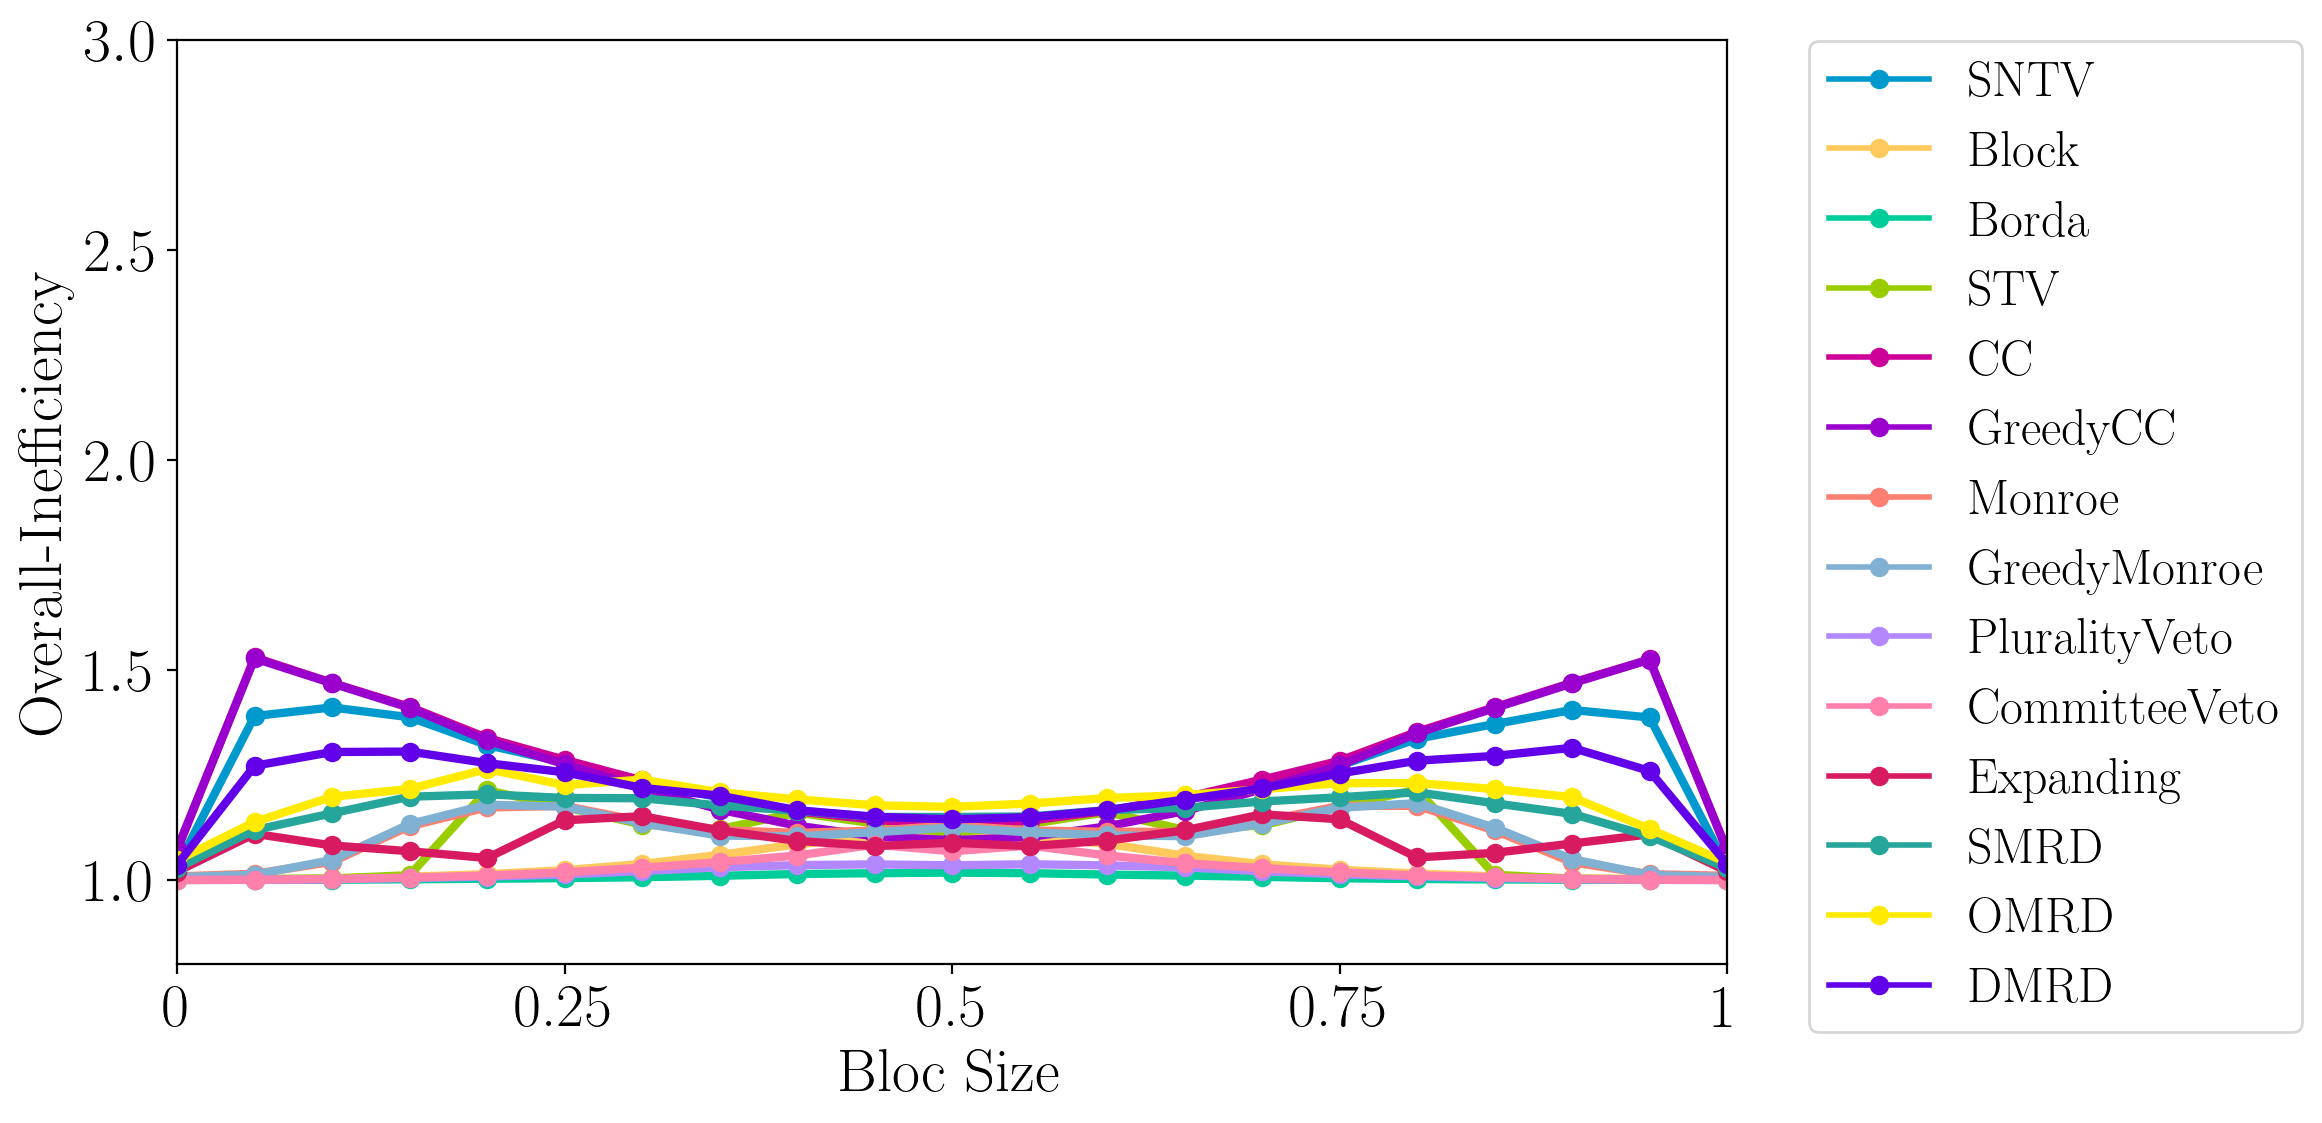 3.0
2.5
2.0
1.5
1.0
Overall-Inefficiency
0
0.25
0.5
0.75
1
Bloc Size
SNTV
Block
Borda
STV
CC
GreedyCC
Monroe
GreedyMonroe
PluralityVeto
CommitteeVeto
Expanding
SMRD
OMRD
DMRD